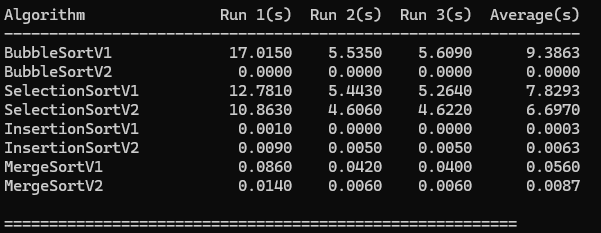 Algorithm Run 1(s) Run 2(s) Run 3(s) Average(s)
----------------------------------------------------------------
BubbleSortV1 17.0150 5.5350 5.6090 9.3863
BubbleSortV2 0.0000 0.0000 0.0000 0.0000
SelectionSortV1 12.7810 5.4430 5.2640 7.8293
SelectionSortV2 10.8630 4.6060 4.6220 6.6970
InsertionSortV1 0.0010 0.0000 0.0000 0.0003
InsertionSortV2 0.0090 0.0050 0.0050 0.0063
MergeSortV1 0.0860 0.0420 0.0400 0.0560
MergeSortV2 0.0140 0.0060 0.0060 0.0087
=========================================================